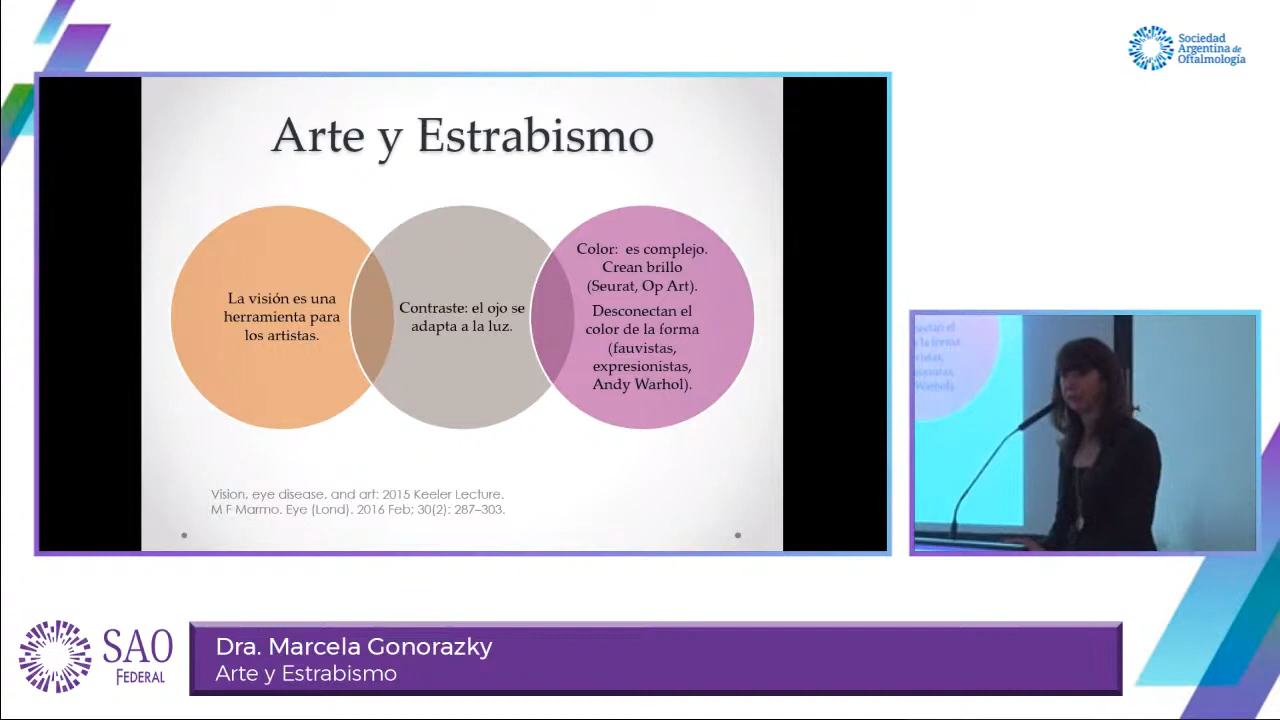 Sociedad
Argentina de
Oftalmología
Arte y Estrabismo
La visión es una
herramienta para
los artistas.
Contraste: el ojo se
adapta a la luz.
Color: es complejo.
Crean brillo
(Seurat, Op Art).
Desconectan el
color de la forma
(fauvistas,
expresionistas,
Andy Warhol).
Vision, eye disease, and art: 2015 Keeler Lecture.
M F Marmo. Eye (Lond). 2016 Feb; 30(2): 287–303.
la forma
Warhol).
SAO
FEDERAL
Dra. Marcela Gonorazky
Arte y Estrabismo